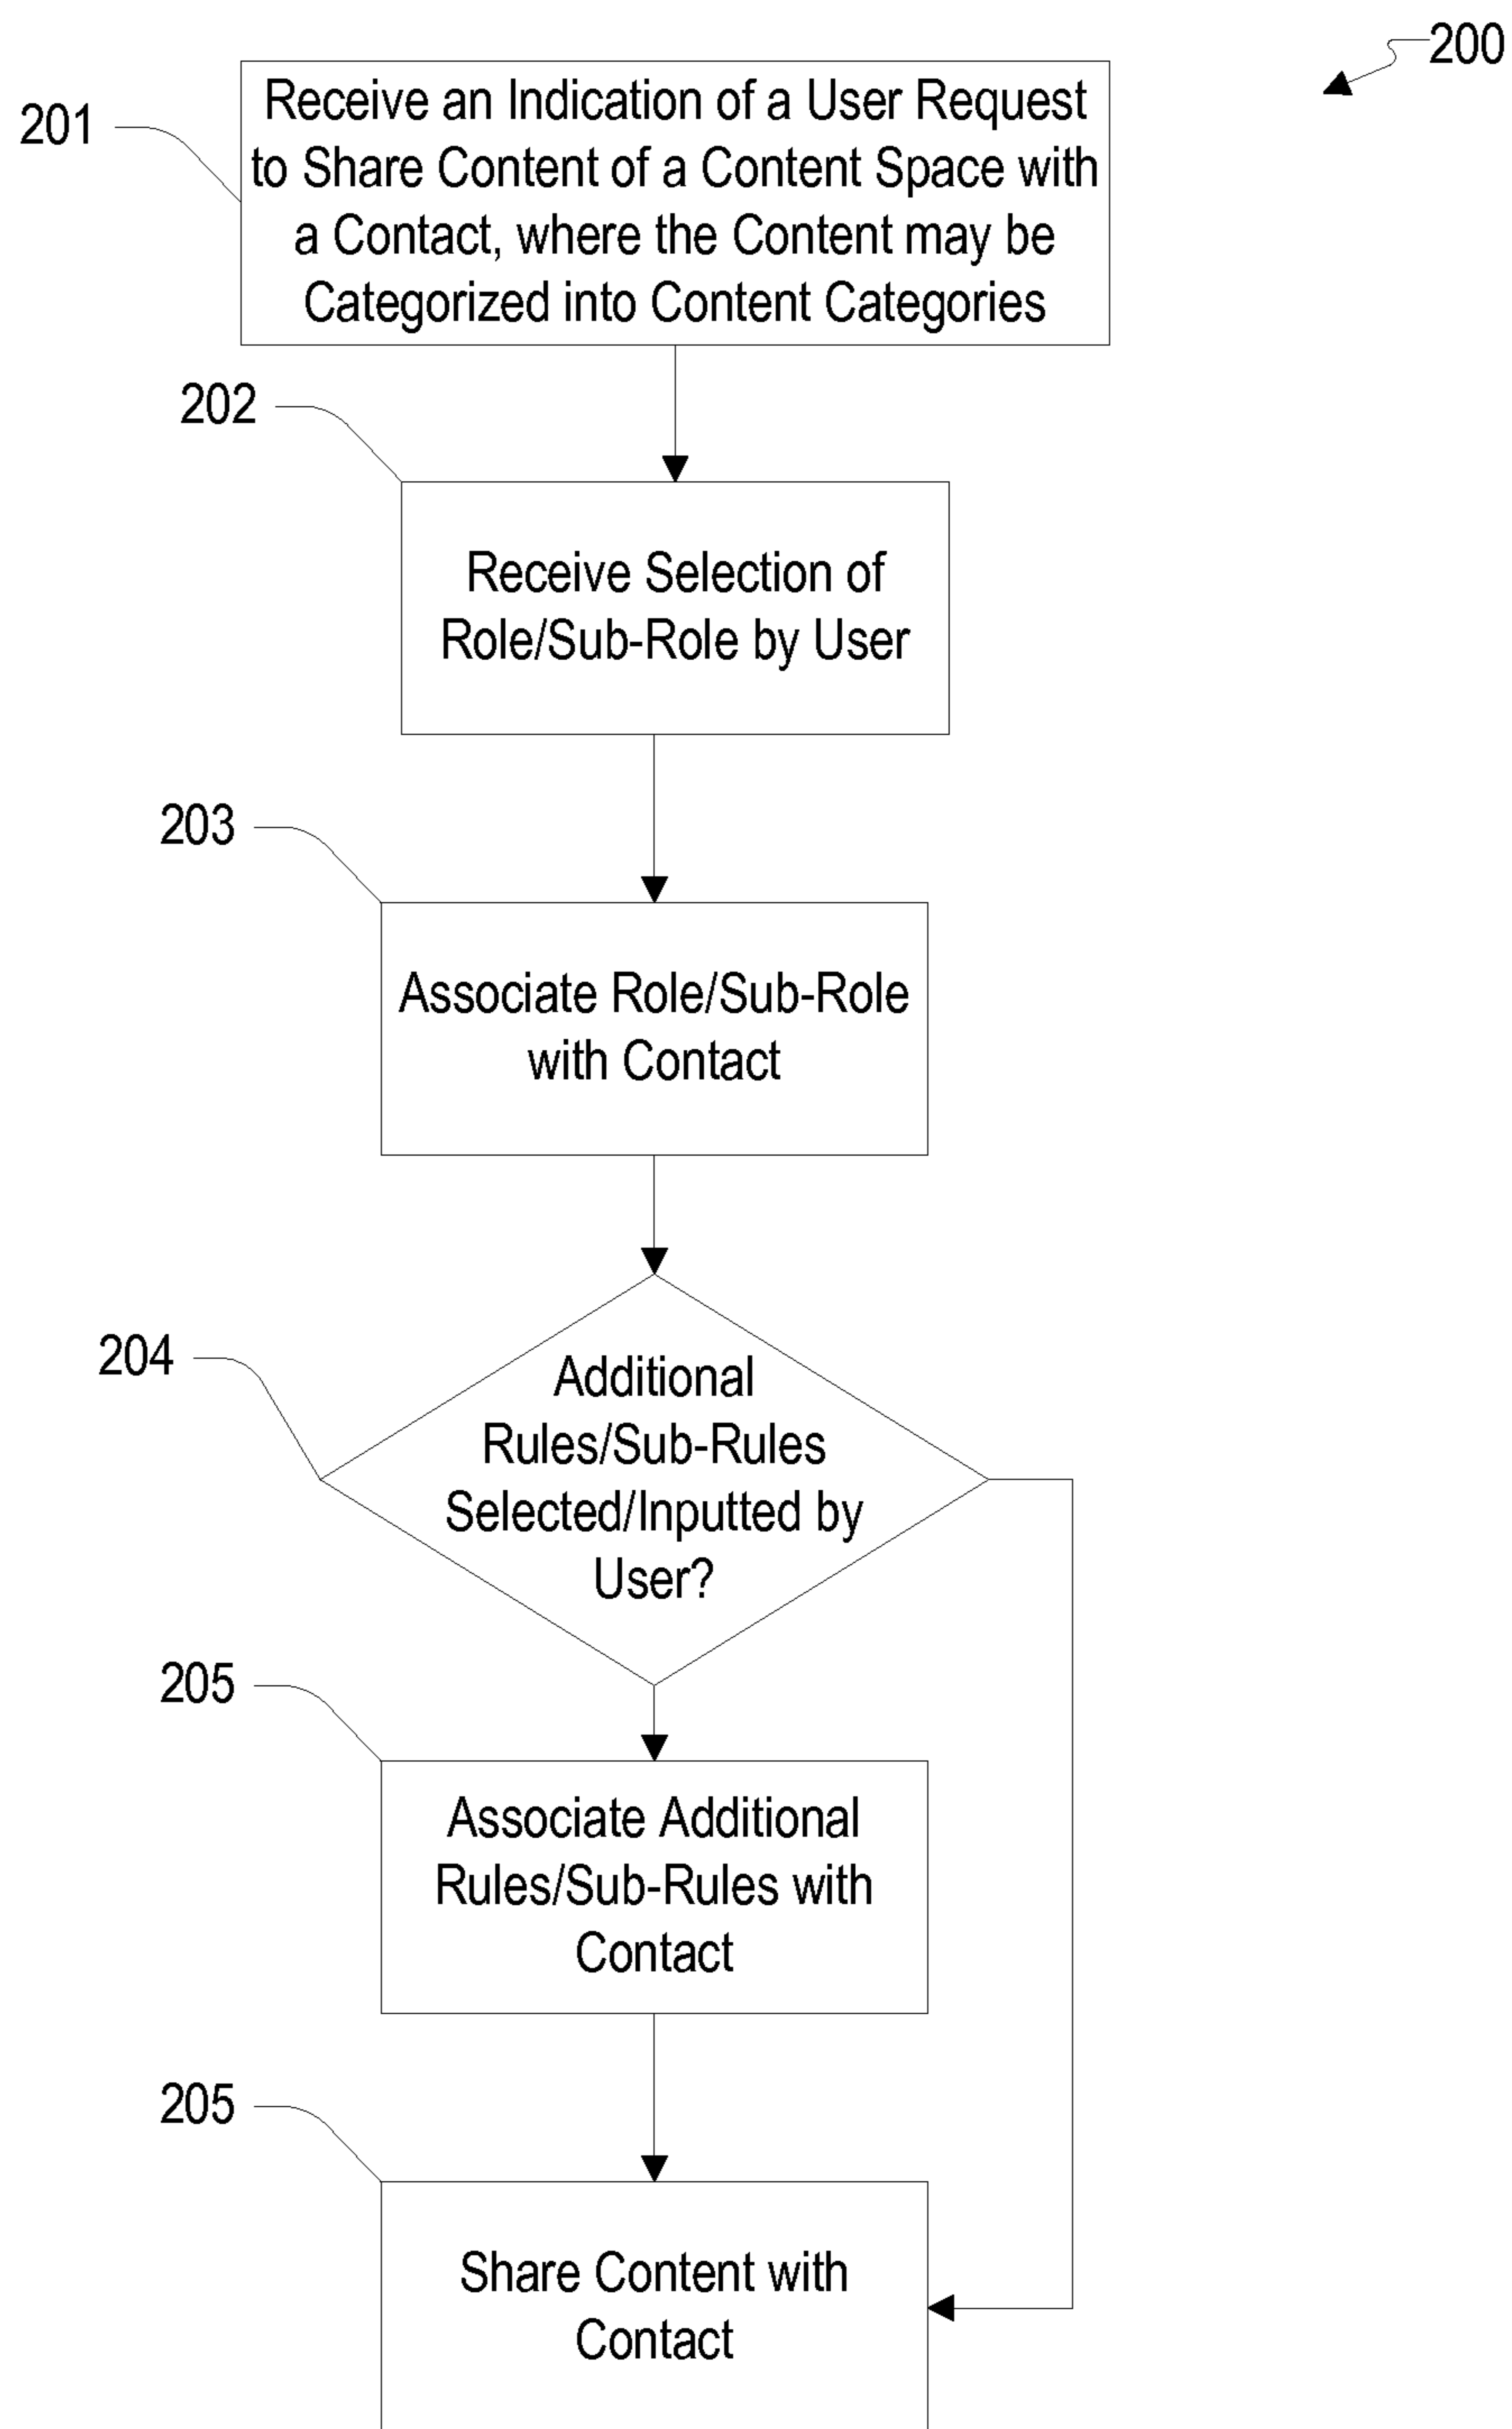 200
201
Receive an Indication of a User Request
to Share Content of a Content Space with
a Contact, where the Content may be
Categorized into Content Categories
202
Receive Selection of
Role/Sub-Role by User
203
Associate Role/Sub-Role
with Contact
204
Additional
Rules/Sub-Rules
Selected/Inputted by
User?
205
Associate Additional
Rules/Sub-Rules with
Contact
205
Share Content with
Contact